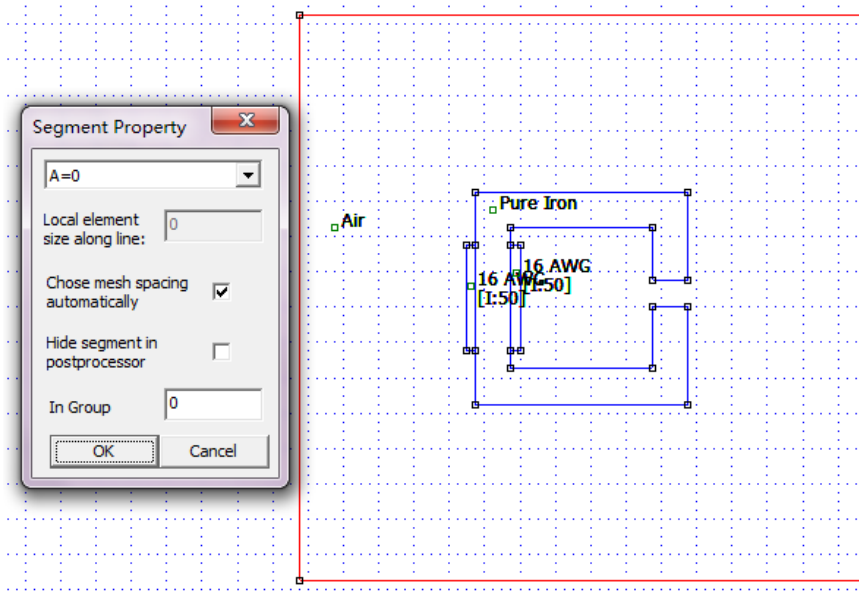 Segment Property
A=0
Local element
size along line:
0
Chose mesh spacing
automatically
Hide segment in
postprocessor
In Group
0
OK
Cancel
Air
Pure Iron
16 AWG
[I:50]
16 AWG
[I:50]